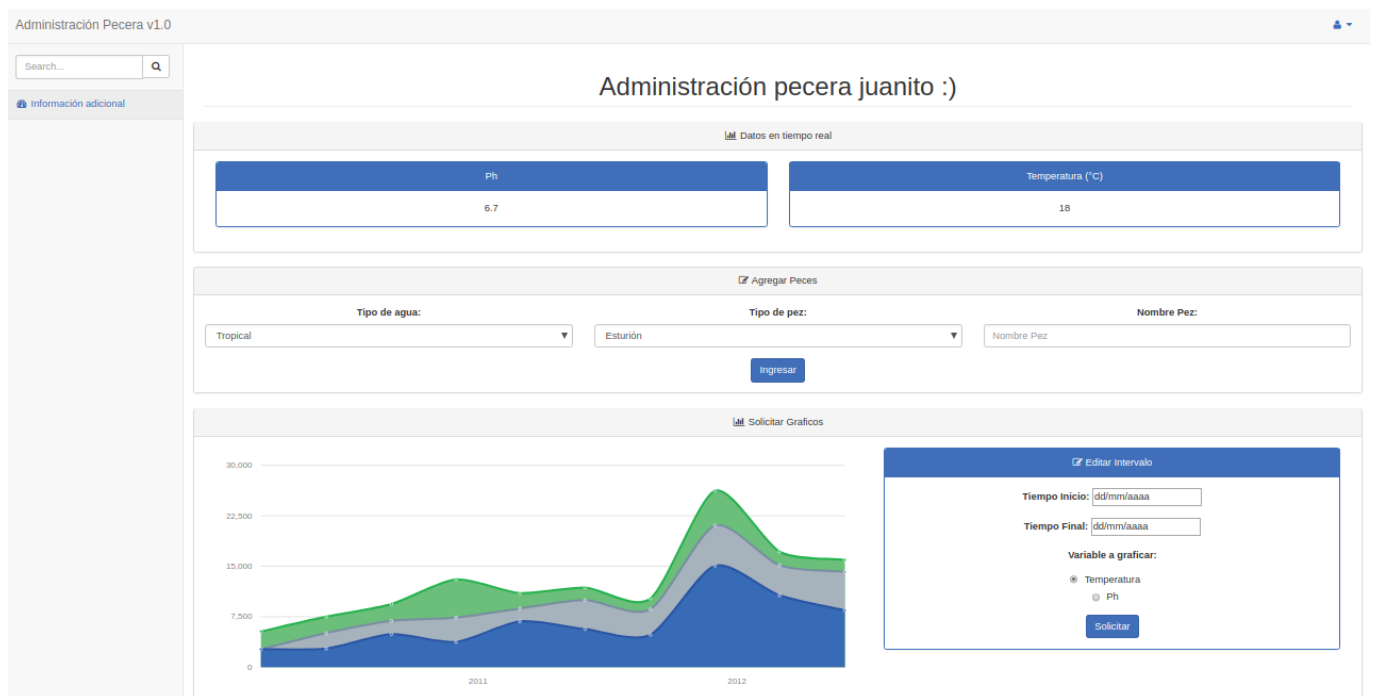 Administración Pecera v1.0
Search...
Información adicional
Administración pecera juanito :)
Datos en tiempo real
Ph
Temperatura (°C)
6.7
18
Agregar Peces
Tipo de agua:
Tipo de pez:
Nombre Pez:
Tropical
Esturión
Nombre Pez
Ingresar
Solicitar Graficos
30,000
22,500
15,000
7,500
0
2011
2012
Editar Intervalo
Tiempo Inicio: dd/mm/aaaa
Tiempo Final: dd/mm/aaaa
Variable a graficar:
Temperatura
Ph
Solicitar